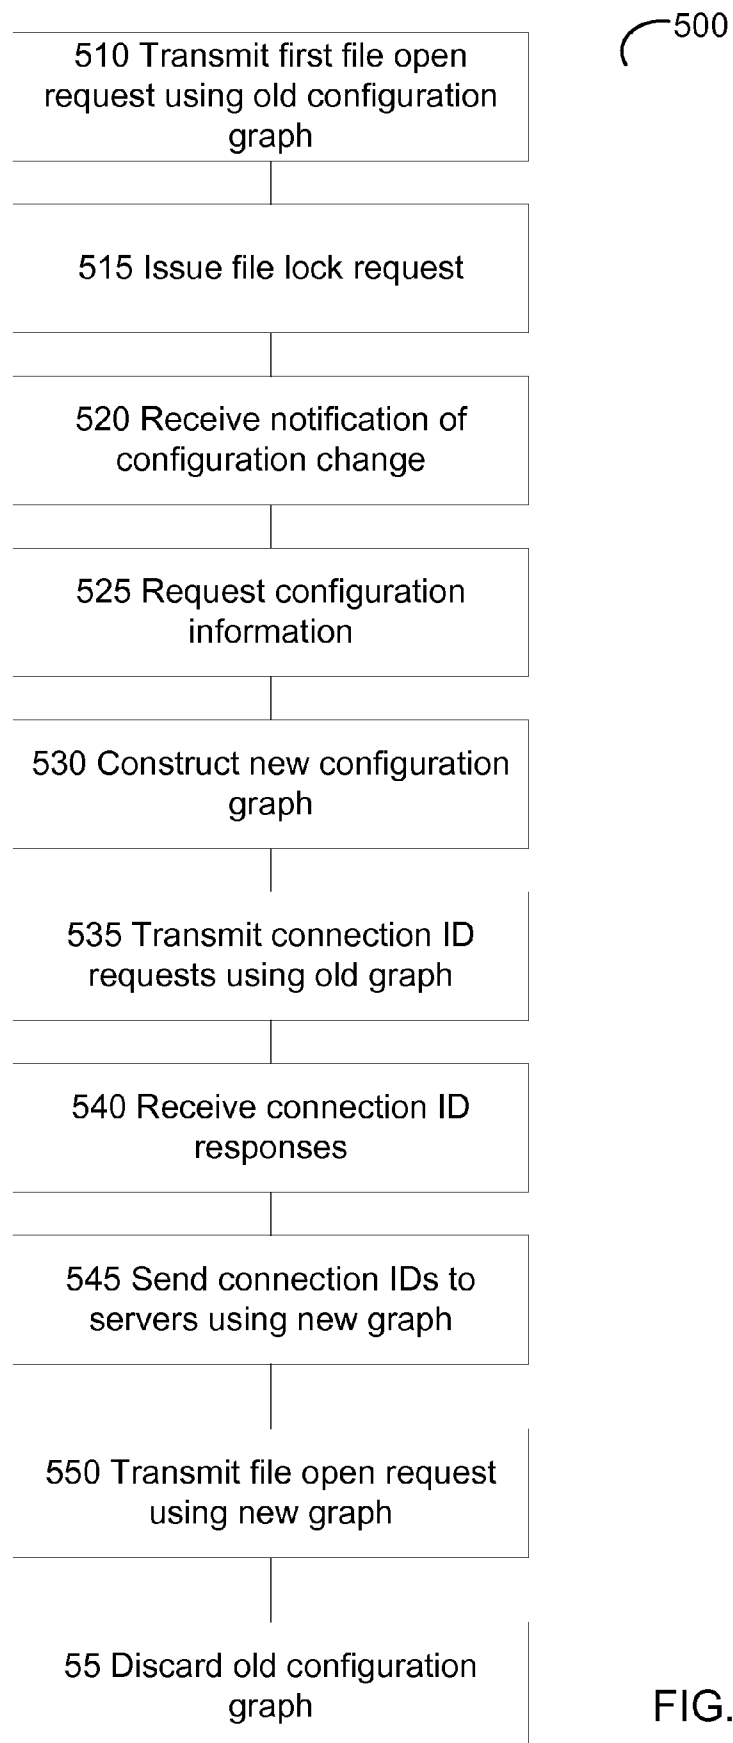 500
510 Transmit first file open
request using old configuration
graph
515 Issue file lock request
520 Receive notification of
configuration change
525 Request configuration
information
530 Construct new configuration
graph
535 Transmit connection ID
requests using old graph
540 Receive connection ID
responses
545 Send connection IDs to
servers using new graph
550 Transmit file open request
using new graph
55 Discard old configuration
graph
FIG.